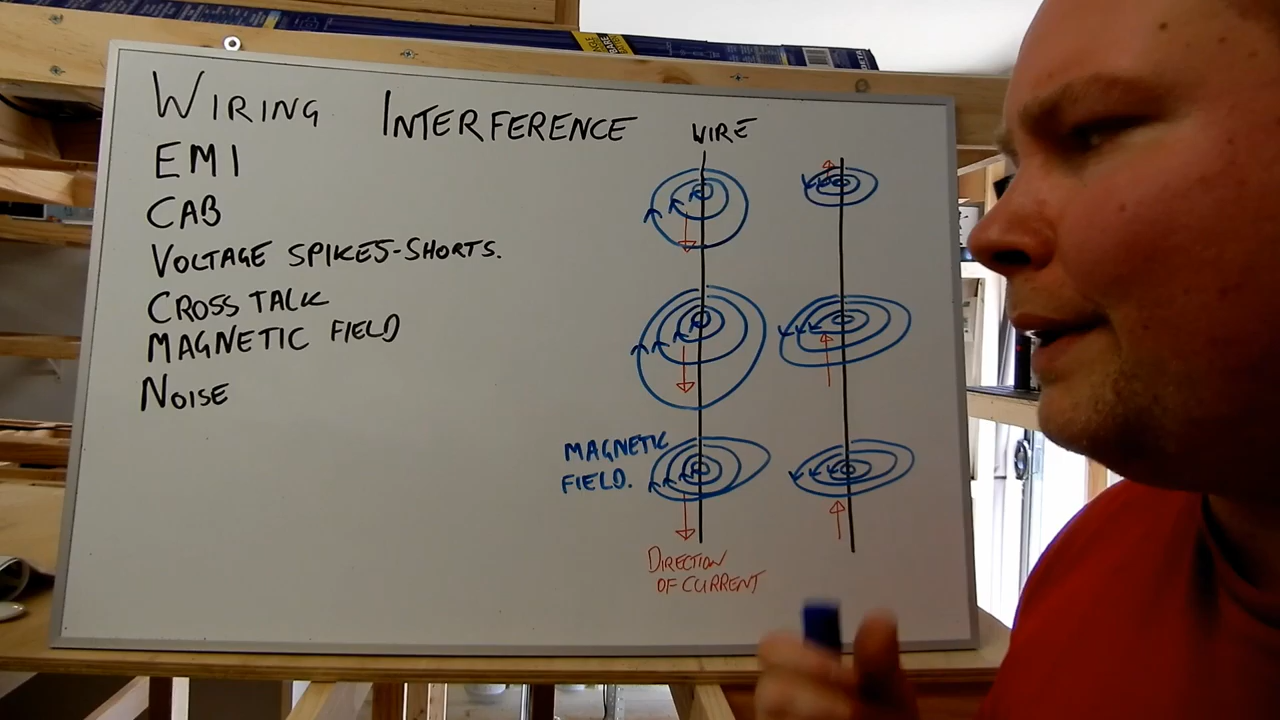 WIRING INTERFERENCE
WIRE
EMI
CAB
VOLTAGE SPIKES-SHORTS.
CROSS TALK
MAGNETIC FIELD
NOISE
MAGNETIC
FIELD.
DIRECTION
OF CURRENT